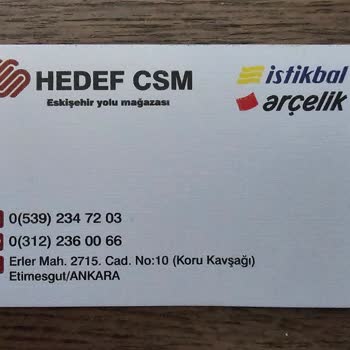 HEDEF CSM
Eskişehir yolu mağazası
istikbal
arçelik
0(539) 234 72 03
0(312) 236 00 66
Erler Mah. 2715. Cad. No:10 (Koru Kavşağı)
Etimesgut/ANKARA